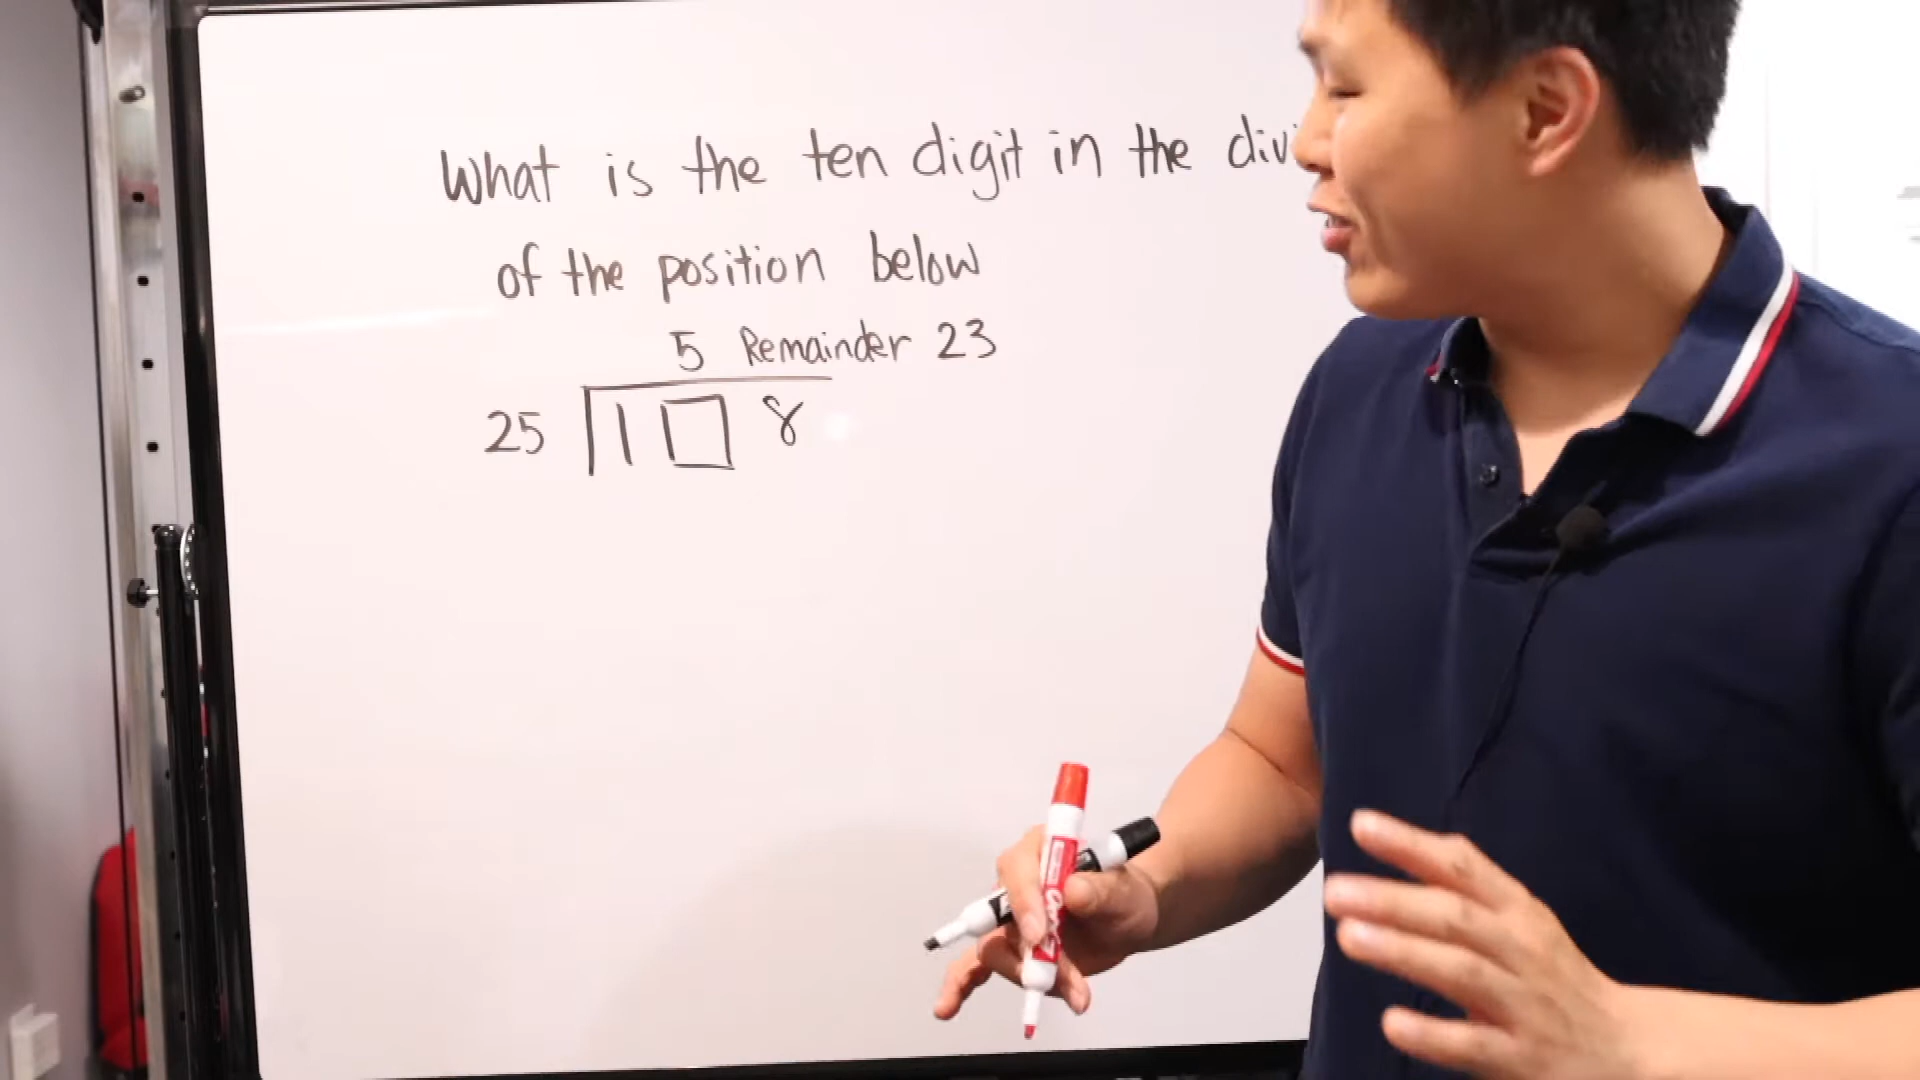 What is the ten digit in the
of the position below
5 Remainder 23
25 1 □ 8